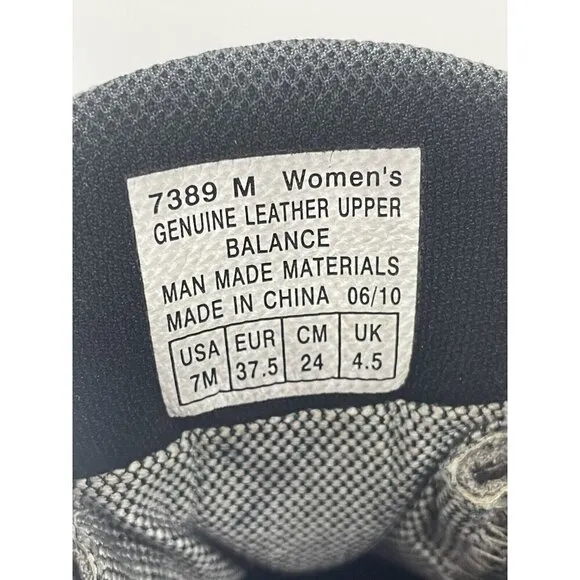 7389 M Women's
GENUINE LEATHER UPPER
BALANCE
MAN MADE MATERIALS
MADE IN CHINA 06/10
USA EUR CM UK
7M 37.5 24 4.5